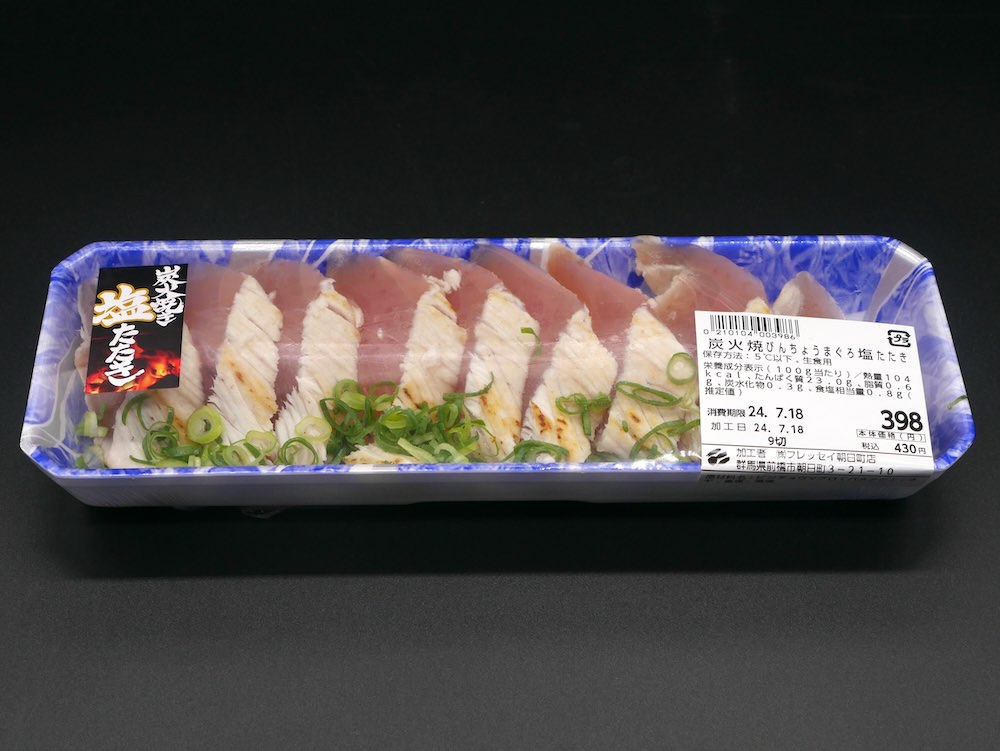 炭火焼
塩
たたき
0 210104 003986
プラ
炭火焼びんちょうまぐろ塩たたき
保存方法:5℃以下、生食用
栄養成分表示(100g当たり)/熱量104
kcal、たんぱく質23.0g、脂質0.6
g、炭水化物0.3g、食塩相当量0.8g(
推定値)
消費期限 24. 7.18
加工日 24. 7.18
398
本体価格(円)
9切
税込 430円
加工者 ㈱フレッセイ朝日町店
群馬県前橋市朝日町3-21-10